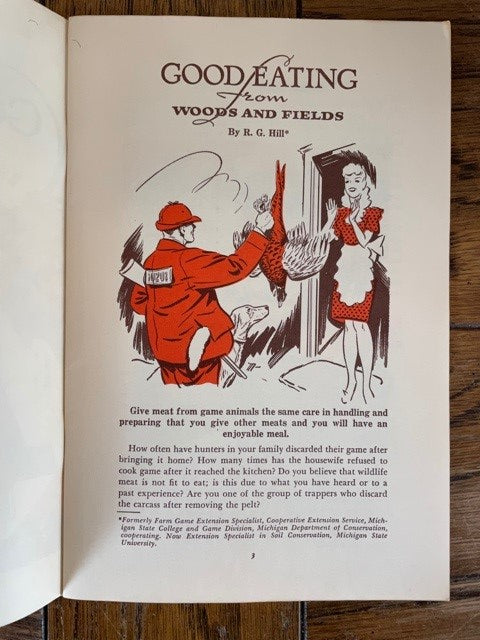 GOOD EATING
from
WOODS AND FIELDS
By R. G. Hill*
Give meat from game animals the same care in handling and
preparing that you give other meats and you will have an
enjoyable meal.
How often have hunters in your family discarded their game after
bringing it home? How many times has the housewife refused to
cook game after it reached the kitchen? Do you believe that wildlife
meat is not fit to eat; is this due to what you have heard or to a
past experience? Are you one of the group of trappers who discard
the carcass after removing the pelt?
*Formerly Farm Game Extension Specialist, Cooperative Extension Service, Mich-
igan State College and Game Division, Michigan Department of Conservation,
cooperating. Now Extension Specialist in Soil Conservation, Michigan State
University.
3